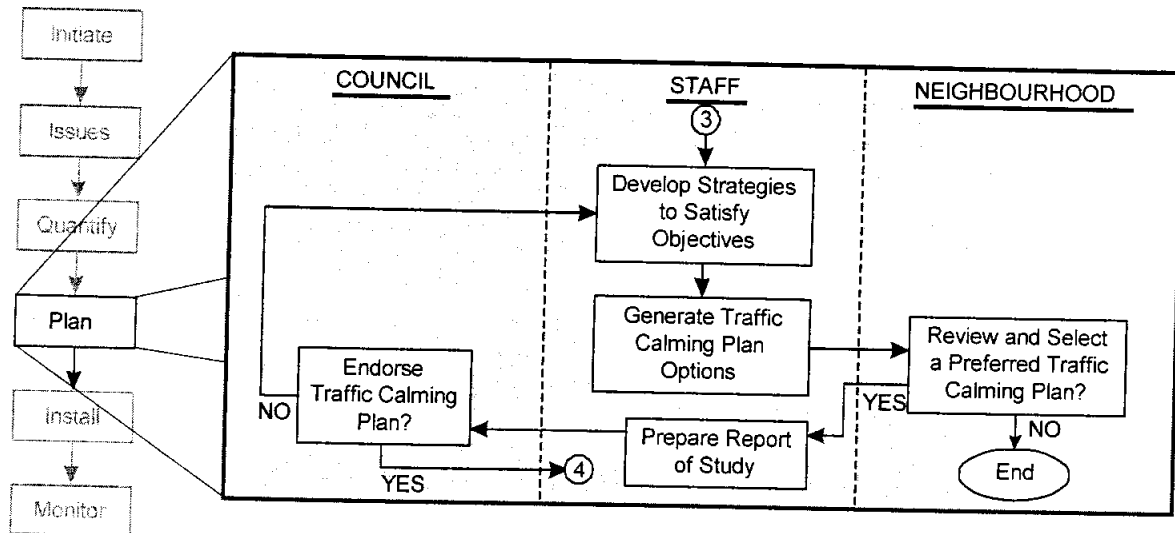 Initiate
Issues
Quantify
Plan
Install
Monitor
COUNCIL
STAFF
NEIGHBOURHOOD
3
Develop Strategies
to Satisfy
Objectives
Generate Traffic
Calming Plan
Options
Review and Select
a Preferred Traffic
Calming Plan?
YES
NO
End
Prepare Report
of Study
Endorse
Traffic Calming
Plan?
NO
YES
4